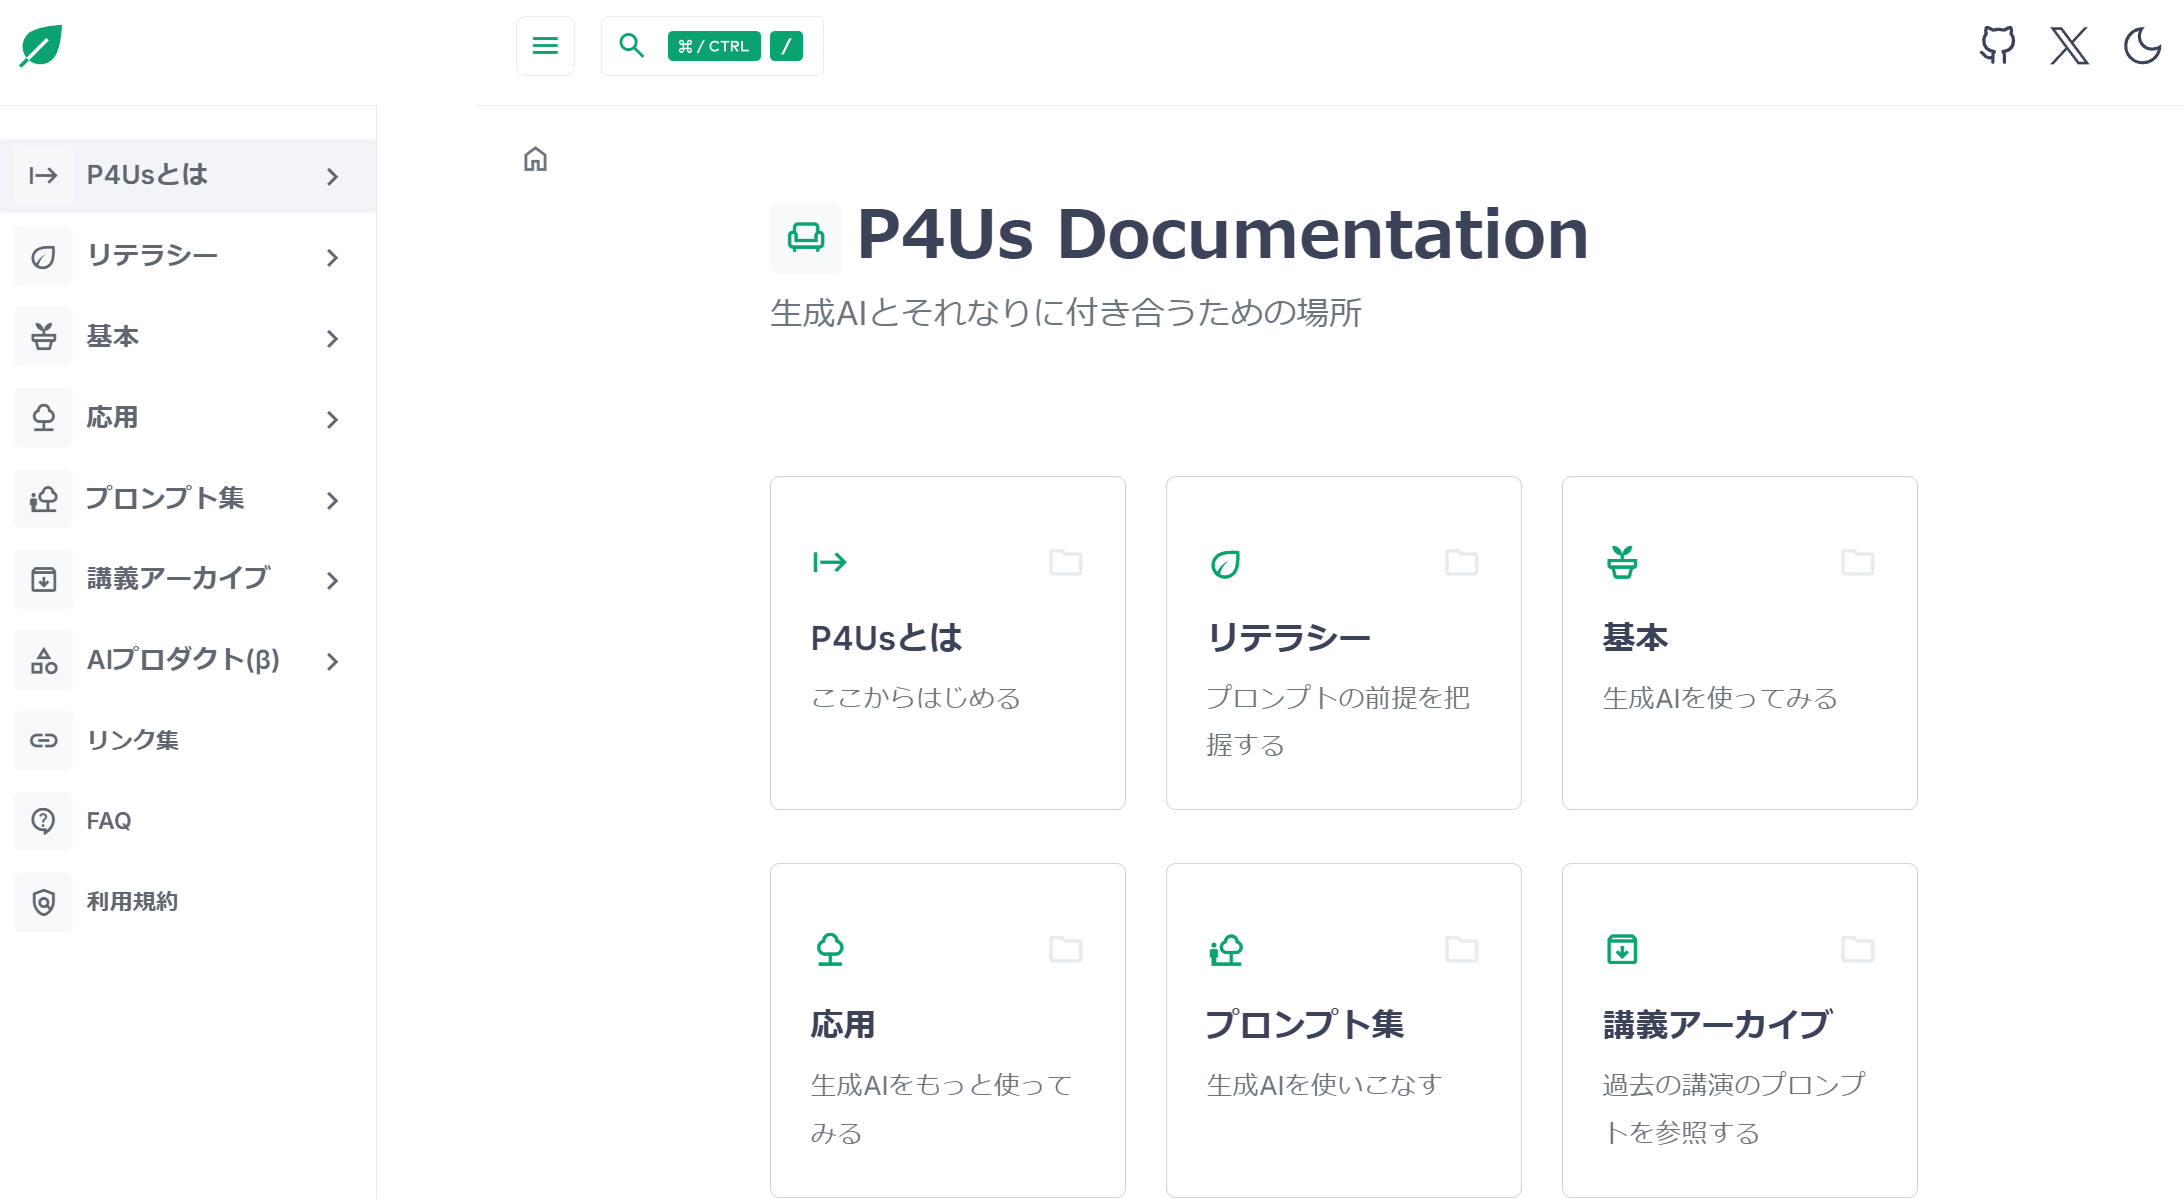 ⌘ / CTRL /
P4Usとは
リテラシー
基本
応用
プロンプト集
講義アーカイブ
AIプロダクト(β)
リンク集
FAQ
利用規約
P4Us Documentation
生成AIとそれなりに付き合うための場所
P4Usとは
ここからはじめる
リテラシー
プロンプトの前提を把
握する
基本
生成AIを使ってみる
応用
生成AIをもっと使って
みる
プロンプト集
生成AIを使いこなす
講義アーカイブ
過去の講演のプロンプ
トを参照する